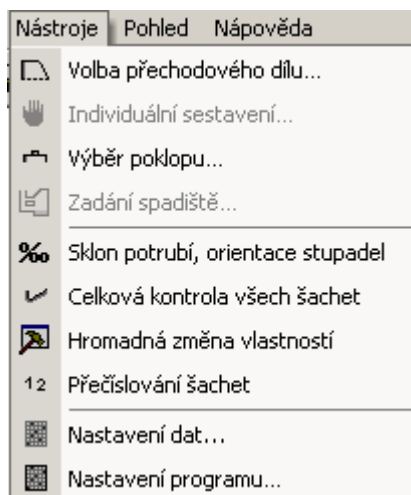 Nástroje Pohled Nápověda
Volba přechodového dílu...
Individuální sestavení...
Výběr poklopu...
Zadání spadiště...
‰ Sklon potrubí, orientace stupadel
Celková kontrola všech šachet
Hromadná změna vlastností
12 Přečíslování šachet
Nastavení dat...
Nastavení programu...